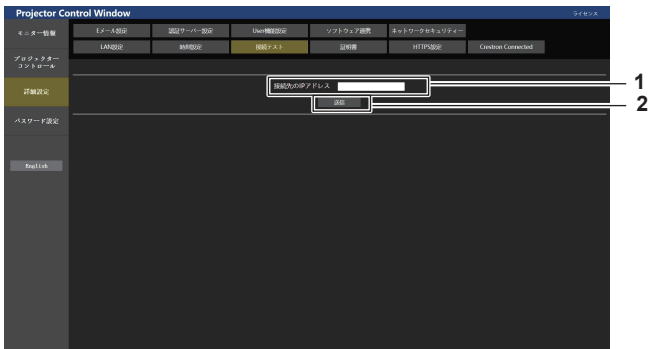 Projector Control Window
ライセンス
モニター情報
Eメール設定
認証サーバー設定
User機能設定
ソフトウェア連携
ネットワークセキュリティー
LAN設定
時刻設定
接続テスト
証明書
HTTPS設定
Crestron Connected
プロジェクター
コントロール
詳細設定
接続先のIPアドレス
1
送信
2
パスワード設定
English